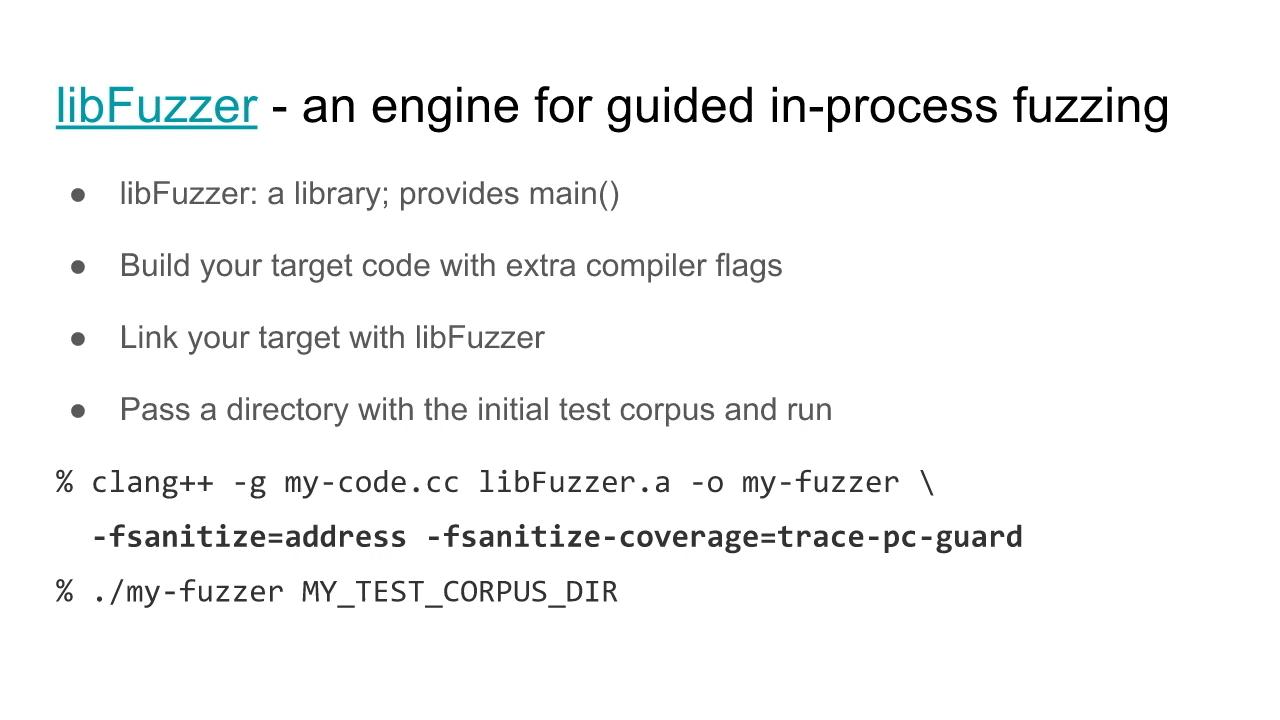 libFuzzer - an engine for guided in-process fuzzing
● libFuzzer: a library; provides main()
● Build your target code with extra compiler flags
● Link your target with libFuzzer
● Pass a directory with the initial test corpus and run
% clang++ -g my-code.cc libFuzzer.a -o my-fuzzer \
-fsanitize=address -fsanitize-coverage=trace-pc-guard
% ./my-fuzzer MY_TEST_CORPUS_DIR